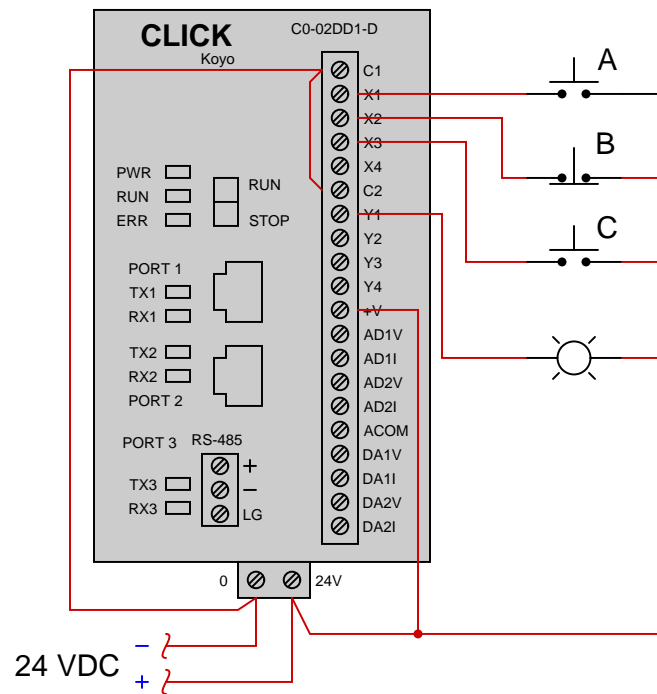 CLICK
Koyo
C0-02DD1-D
C1
X1
X2
X3
X4
C2
Y1
Y2
Y3
Y4
+V
AD1V
AD1I
AD2V
AD2I
ACOM
DA1V
DA1I
DA2V
DA2I
PWR
RUN
ERR
RUN
STOP
PORT 1
TX1
RX1
TX2
RX2
PORT 2
PORT 3 RS-485
TX3
RX3
+
−
LG
0
24V
24 VDC
−
+
A
B
C